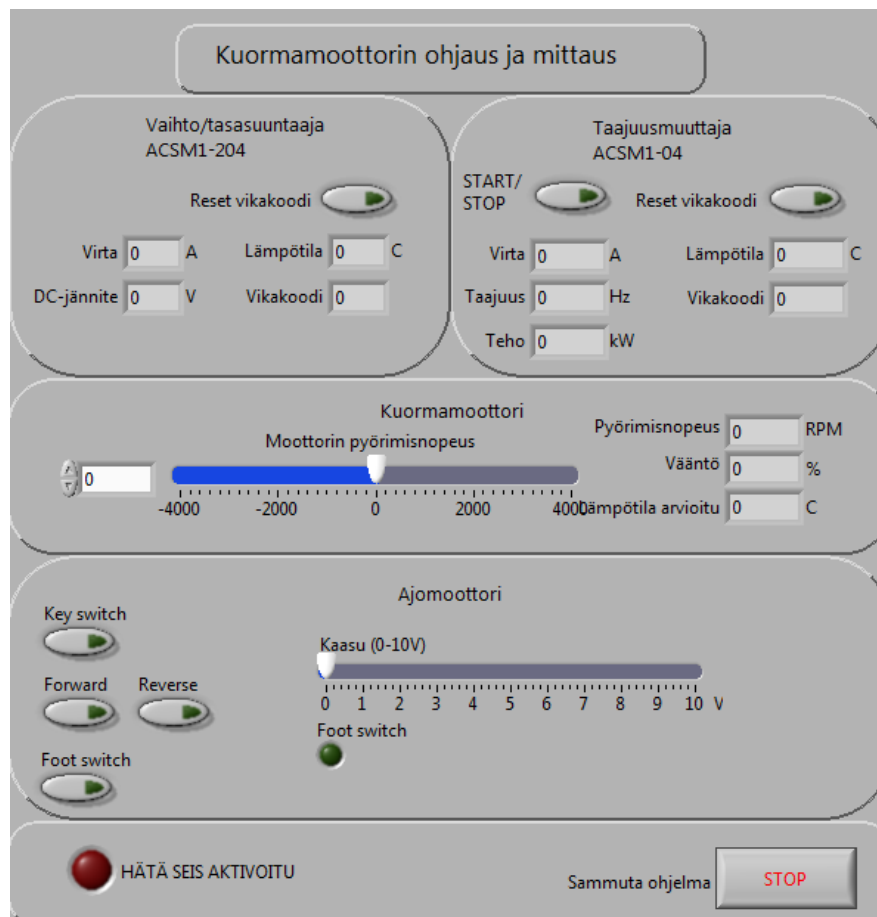 Kuormamoottorin ohjaus ja mittaus
Vaihto/tasasuuntaaja
ACSM1-204
Reset vikakoodi
Virta 0 A
Lämpötila 0 C
DC-jännite 0 V
Vikakoodi 0
Taajuusmuuttaja
ACSM1-04
START/
STOP
Reset vikakoodi
Virta 0 A
Lämpötila 0 C
Taajuus 0 Hz
Vikakoodi 0
Teho 0 kW
Kuormamoottori
Moottorin pyörimisnopeus
0
-4000 -2000 0 2000 4000
Pyörimisnopeus 0 RPM
Vääntö 0 %
Lämpötila arvioitu 0 C
Ajomoottori
Key switch
Forward Reverse
Foot switch
Kaasu (0-10V)
0 1 2 3 4 5 6 7 8 9 10 V
Foot switch
HÄTÄ SEIS AKTIVOITU
Sammuta ohjelma STOP